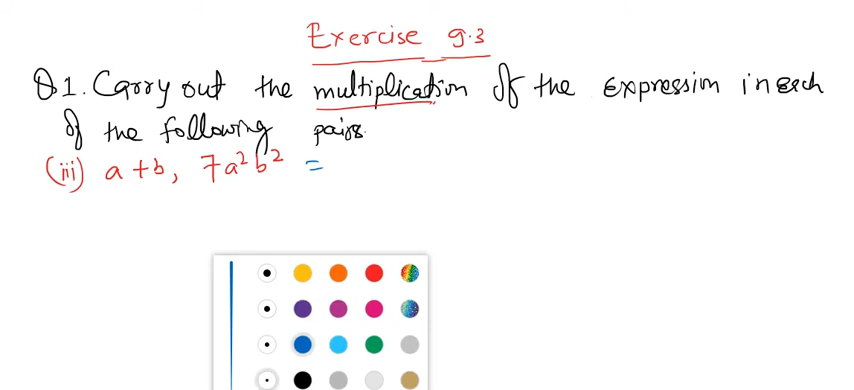 Exercise 9.3
Q1. Carry out the multiplication of the expression in each
of the following pairs.
(iii) a + b, 7a²b² =